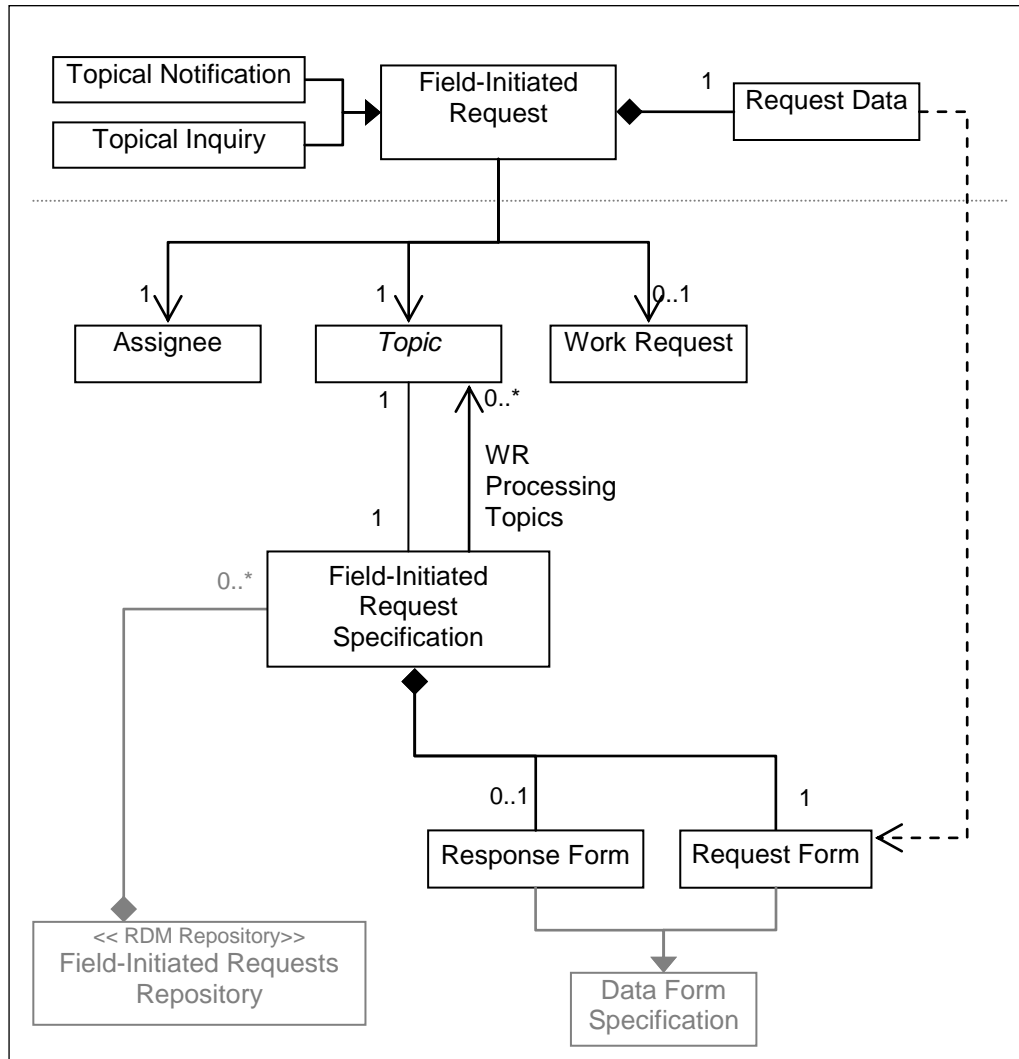 Topical Notification
Topical Inquiry
Field-Initiated
Request
1
Request Data
1
1
0..1
Assignee
Topic
Work Request
1
0..*
WR
Processing
Topics
1
0..*
Field-Initiated
Request
Specification
0..1
1
Response Form
Request Form
<< RDM Repository>>
Field-Initiated Requests
Repository
Data Form
Specification